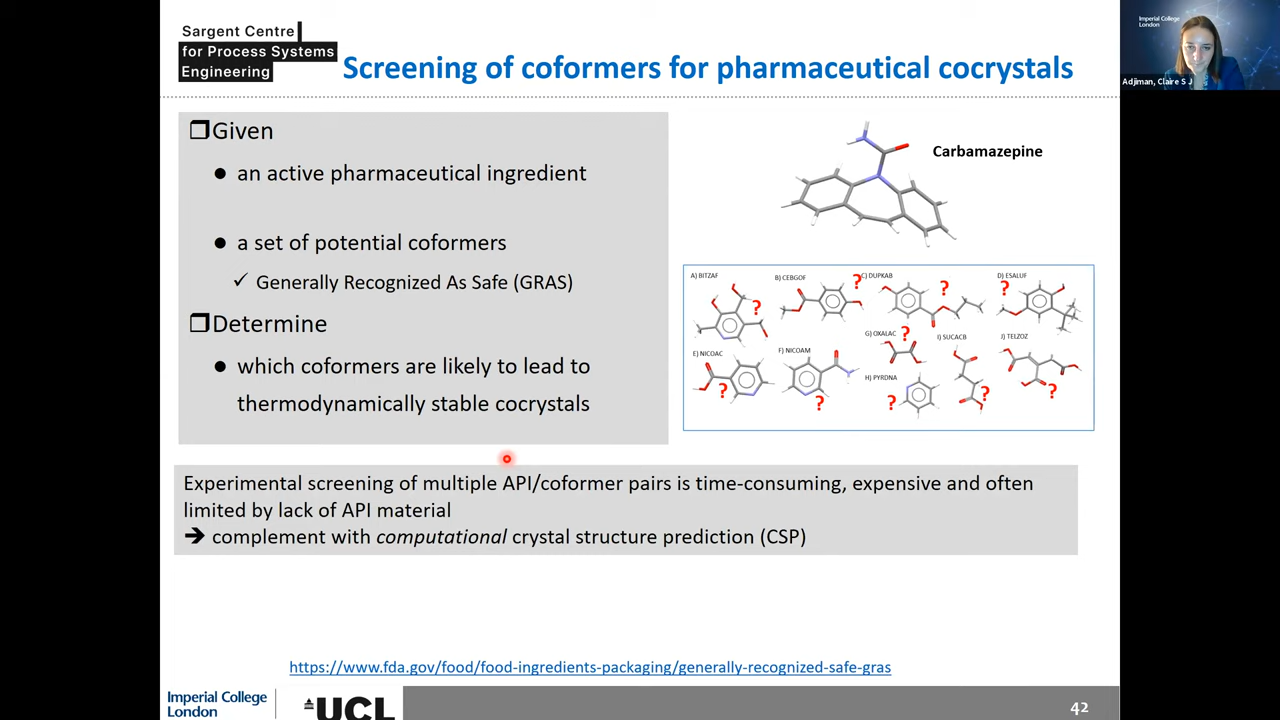 Sargent Centre
for Process Systems
Engineering
Screening of coformers for pharmaceutical cocrystals
Imperial College
London
Adjiman, Claire S J
❒Given
● an active pharmaceutical ingredient
● a set of potential coformers
✓ Generally Recognized As Safe (GRAS)
❒Determine
● which coformers are likely to lead to
thermodynamically stable cocrystals
Carbamazepine
A) BITZAF
B) CEBGOF
C) DUPKAB
D) ESALUF
? ? ? ?
G) OXALAC ?
I) SUCACB
J) TELZOZ
E) NICOAC
F) NICOAM
H) PYRDNA
? ? ? ? ?
Experimental screening of multiple API/coformer pairs is time-consuming, expensive and often
limited by lack of API material
➔ complement with computational crystal structure prediction (CSP)
https://www.fda.gov/food/food-ingredients-packaging/generally-recognized-safe-gras
Imperial College
London
UCL
42